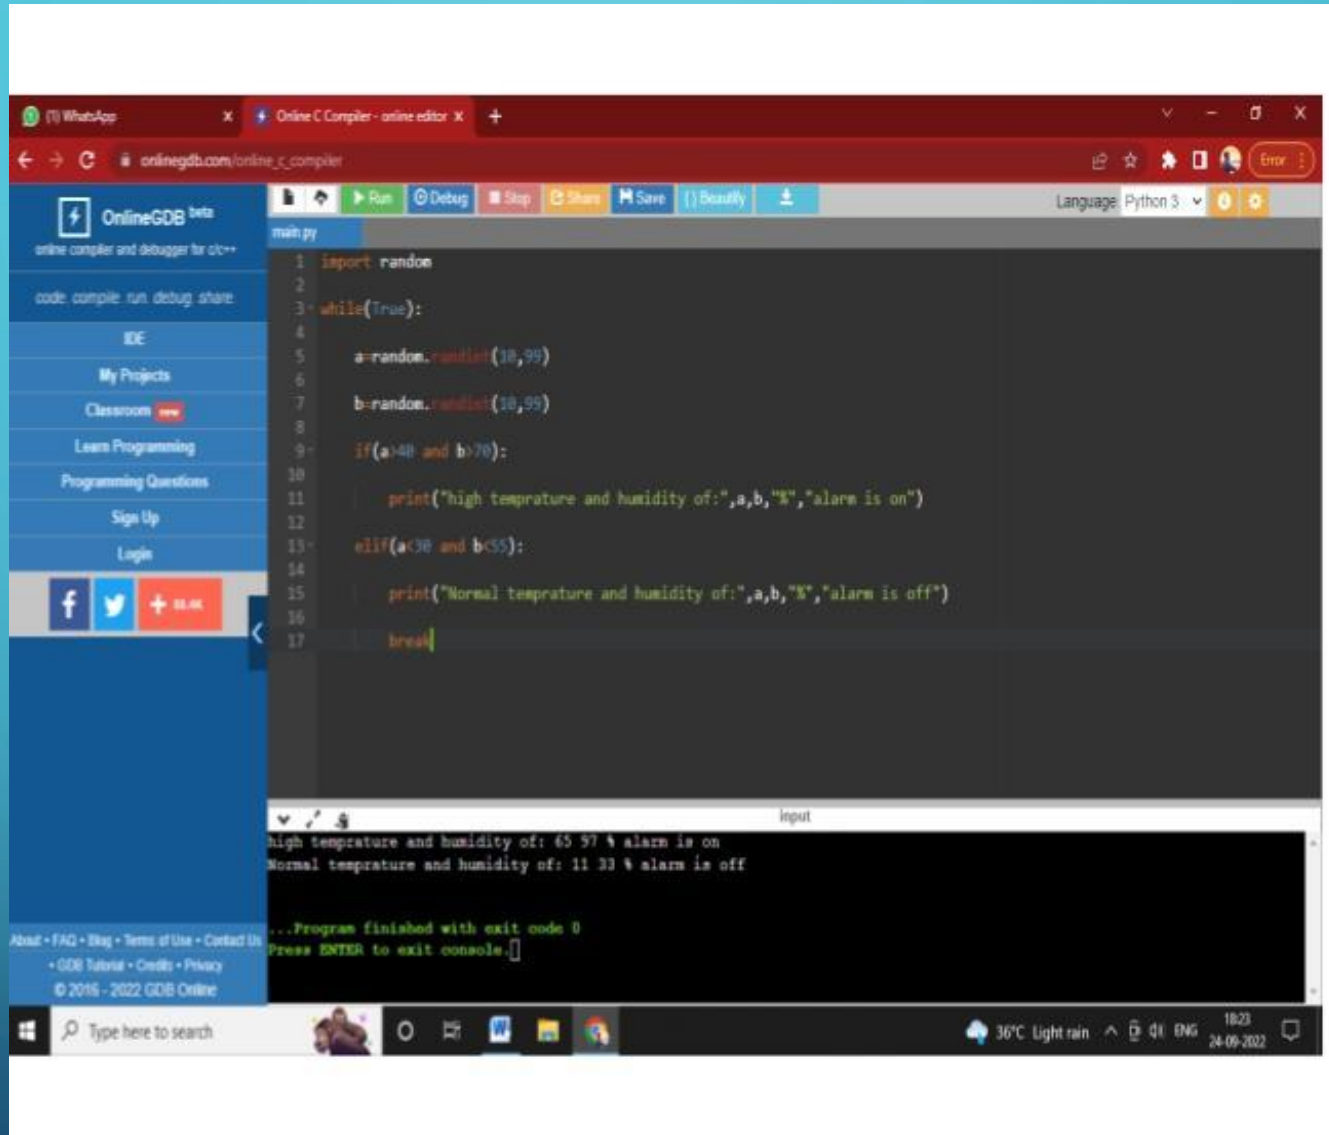 (1) WhatsApp
Online C Compiler - online editor
onlinegdb.com/online_c_compiler
Error
OnlineGDB beta
online compiler and debugger for c/c++
code. compile. run. debug. share.
IDE
My Projects
Classroom new
Learn Programming
Programming Questions
Sign Up
Login
Run Debug Stop Share Save { } Beautify
Language Python 3
main.py
1 import random
2
3 while(True):
4
5 a=random.randint(10,99)
6
7 b=random.randint(10,99)
8
9 if(a>40 and b>70):
10
11 print("high temprature and humidity of:",a,b,"%","alarm is on")
12
13 elif(a<30 and b<55):
14
15 print("Normal temprature and humidity of:",a,b,"%","alarm is off")
16
17 break
input
high temprature and humidity of: 65 97 % alarm is on
Normal temprature and humidity of: 11 33 % alarm is off
...Program finished with exit code 0
Press ENTER to exit console.
About • FAQ • Blog • Terms of Use • Contact Us
• GDB Tutorial • Credits • Privacy
© 2016 - 2022 GDB Online
Type here to search
36°C Light rain
ENG
18:23
24-09-2022